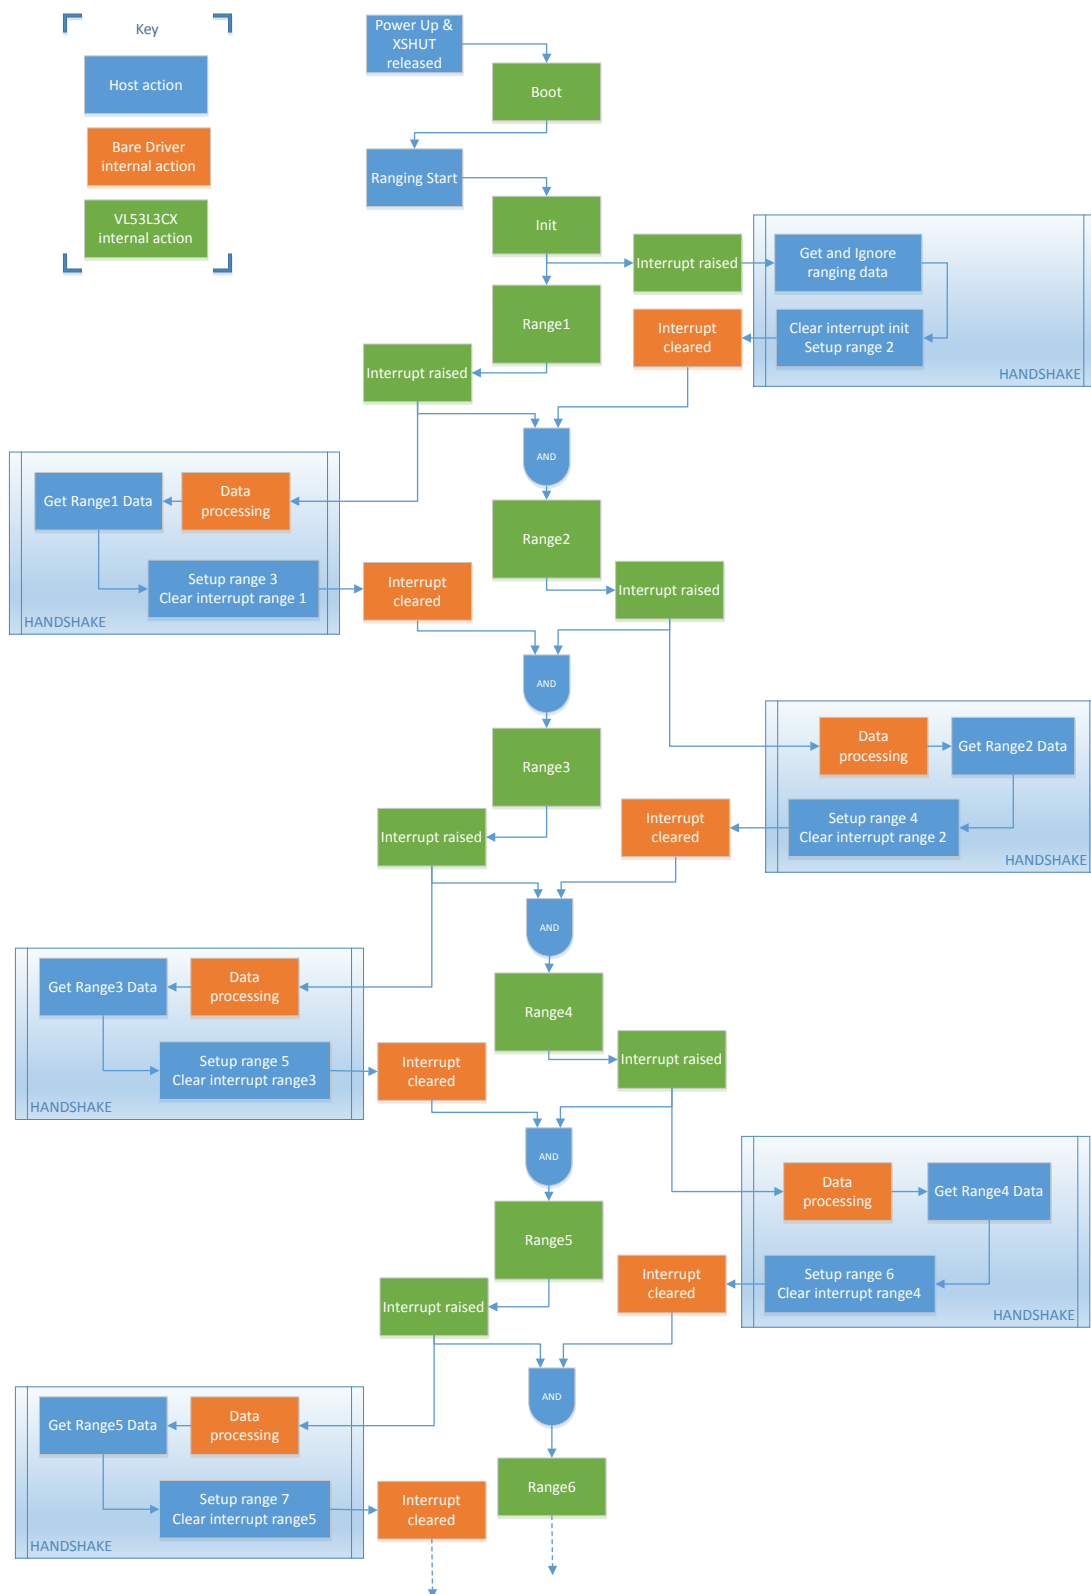 Key
Host action
Bare Driver
internal action
VL53L3CX
internal action
Power Up &
XSHUT
released
Boot
Ranging Start
Init
Interrupt raised
Get and Ignore
ranging data
Range1
Interrupt
cleared
Clear interrupt init
Setup range 2
HANDSHAKE
Interrupt raised
AND
Get Range1 Data
Data
processing
Range2
Setup range 3
Clear interrupt range 1
HANDSHAKE
Interrupt
cleared
Interrupt raised
AND
Range3
Data
processing
Get Range2 Data
Interrupt raised
Interrupt
cleared
Setup range 4
Clear interrupt range 2
HANDSHAKE
AND
Get Range3 Data
Data
processing
Range4
Setup range 5
Clear interrupt range3
HANDSHAKE
Interrupt
cleared
Interrupt raised
AND
Range5
Data
processing
Get Range4 Data
Interrupt raised
Interrupt
cleared
Setup range 6
Clear interrupt range4
HANDSHAKE
AND
Get Range5 Data
Data
processing
Range6
Setup range 7
Clear interrupt range5
HANDSHAKE
Interrupt
cleared